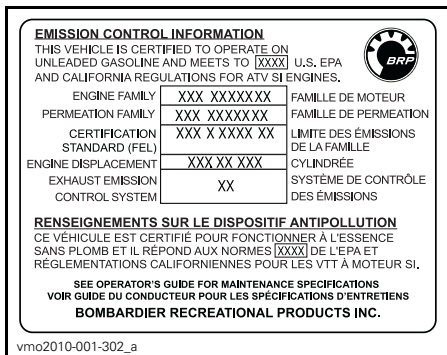 EMISSION CONTROL INFORMATION
THIS VEHICLE IS CERTIFIED TO OPERATE ON
UNLEADED GASOLINE AND MEETS TO XXXX U.S. EPA
AND CALIFORNIA REGULATIONS FOR ATV SI ENGINES.
BRP
ENGINE FAMILY XXX XXXXXXX FAMILLE DE MOTEUR
PERMEATION FAMILY XXX XXXXXXX FAMILLE DE PERMEATION
CERTIFICATION XXX X XXXX XX LIMITE DES ÉMISSIONS
STANDARD (FEL) DE LA FAMILLE
ENGINE DISPLACEMENT XXX XX XXX CYLINDRÉE
EXHAUST EMISSION XX SYSTÈME DE CONTRÔLE
CONTROL SYSTEM DES ÉMISSIONS
RENSEIGNEMENTS SUR LE DISPOSITIF ANTIPOLLUTION
CE VÉHICULE EST CERTIFIÉ POUR FONCTIONNER À L'ESSENCE
SANS PLOMB ET IL RÉPOND AUX NORMES XXXX DE L'EPA ET
RÉGLEMENTATIONS CALIFORNIENNES POUR LES VTT À MOTEUR SI.
SEE OPERATOR'S GUIDE FOR MAINTENANCE SPECIFICATIONS
VOIR GUIDE DU CONDUCTEUR POUR LES SPÉCIFICATIONS D'ENTRETIENS
BOMBARDIER RECREATIONAL PRODUCTS INC.
vmo2010-001-302_a